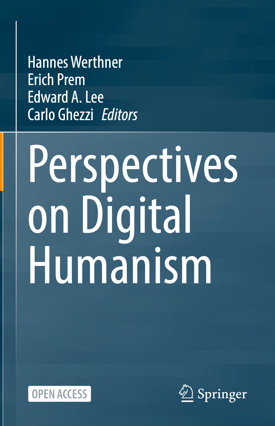 Hannes Werthner
Erich Prem
Edward A. Lee
Carlo Ghezzi Editors
Perspectives
on Digital
Humanism
OPEN ACCESS
Springer